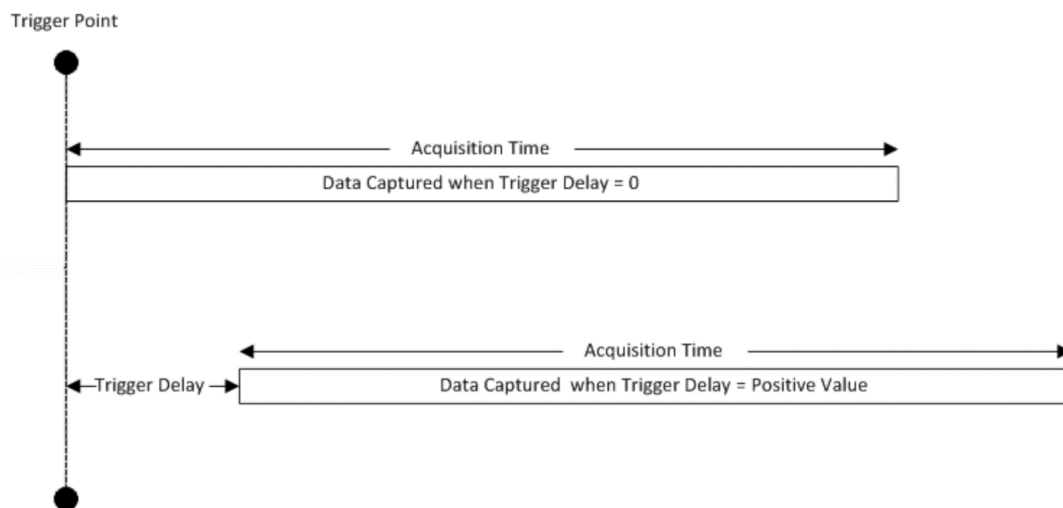 Trigger Point
Acquisition Time
Data Captured when Trigger Delay = 0
Acquisition Time
Trigger Delay
Data Captured when Trigger Delay = Positive Value